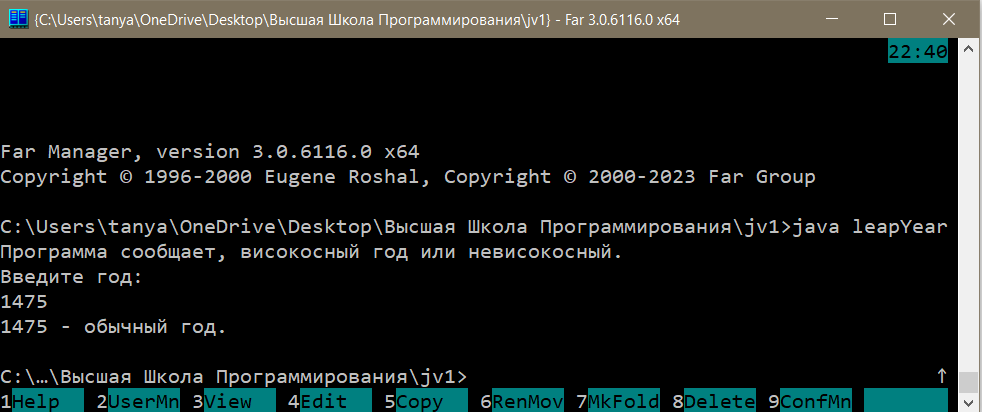 {C:\Users\tanya\OneDrive\Desktop\Высшая Школа Программирования\jv1} - Far 3.0.6116.0 x64
22:40
Far Manager, version 3.0.6116.0 x64
Copyright © 1996-2000 Eugene Roshal, Copyright © 2000-2023 Far Group
C:\Users\tanya\OneDrive\Desktop\Высшая Школа Программирования\jv1>java leapYear
Программа сообщает, високосный год или невисокосный.
Введите год:
1475
1475 - обычный год.
C:\…\Высшая Школа Программирования\jv1> ↑
1Help 2UserMn 3View 4Edit 5Copy 6RenMov 7MkFold 8Delete 9ConfMn